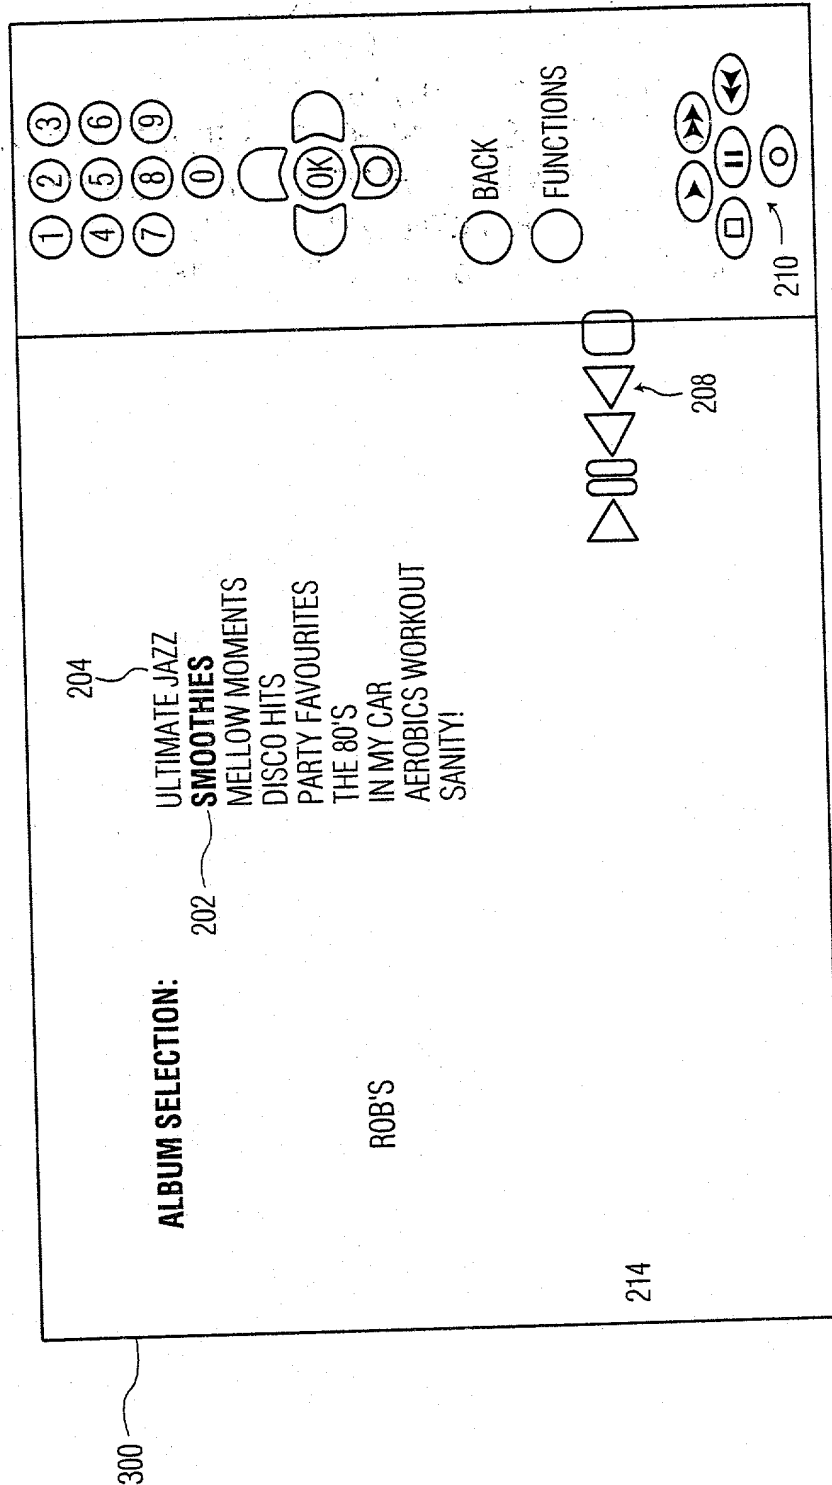 300
ALBUM SELECTION:
ROB'S
214
202
204
ULTIMATE JAZZ
SMOOTHIES
MELLOW MOMENTS
DISCO HITS
PARTY FAVOURITES
THE 80'S
IN MY CAR
AEROBICS WORKOUT
SANITY!
208
1 2 3
4 5 6
7 8 9
0
OK
BACK
FUNCTIONS
210